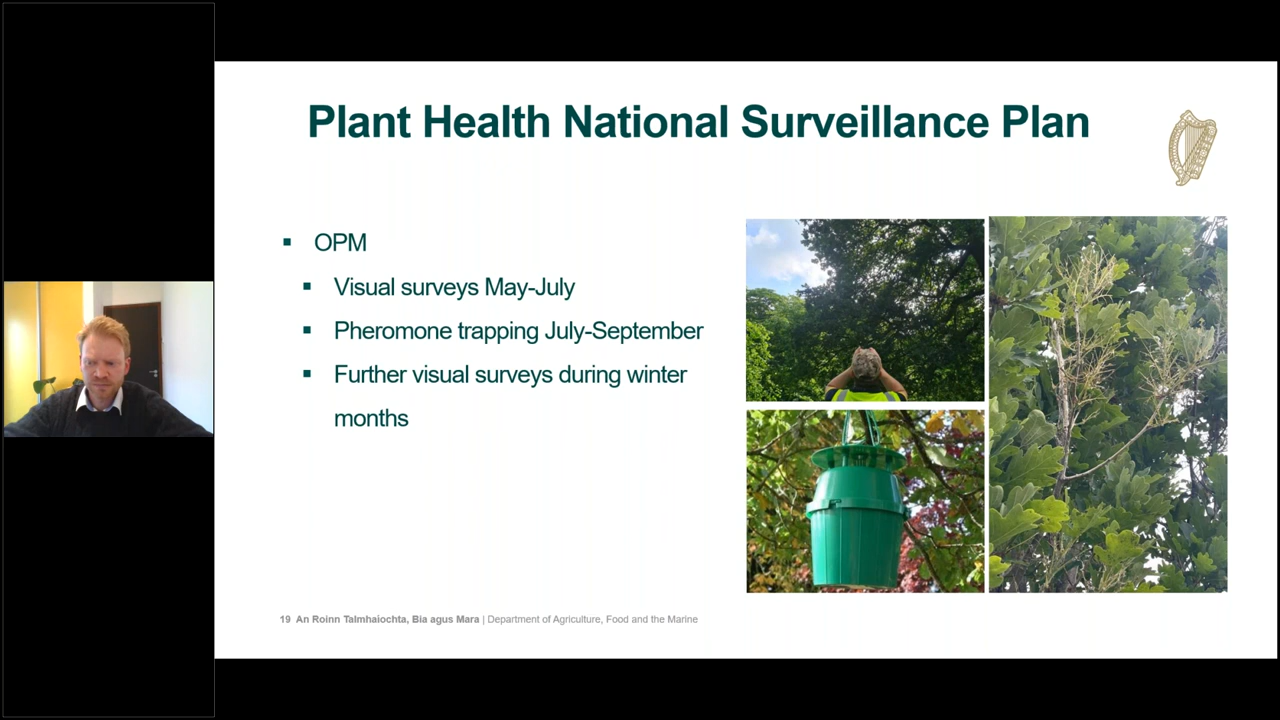 Plant Health National Surveillance Plan
▪ OPM
▪ Visual surveys May-July
▪ Pheromone trapping July-September
▪ Further visual surveys during winter
months
19 An Roinn Talmhaíochta, Bia agus Mara | Department of Agriculture, Food and the Marine